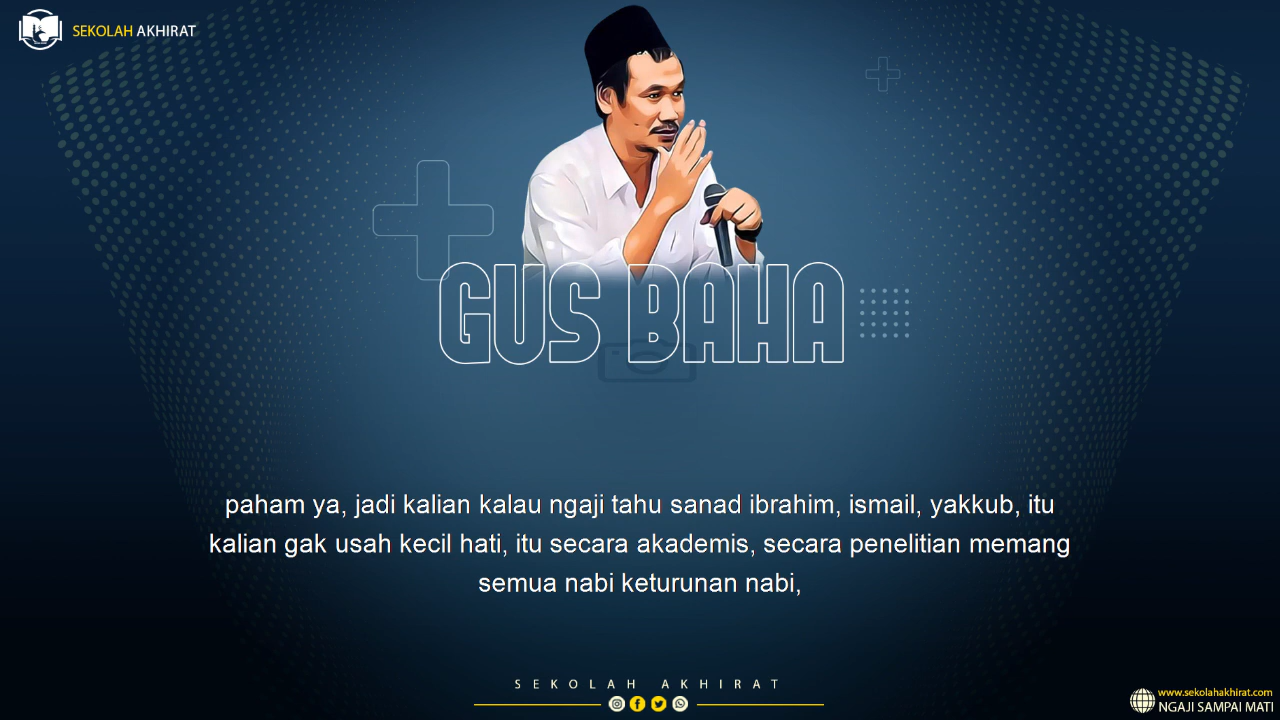 SEKOLAH AKHIRAT
GUS BAHA
paham ya, jadi kalian kalau ngaji tahu sanad ibrahim, ismail, yakkub, itu
kalian gak usah kecil hati, itu secara akademis, secara penelitian memang
semua nabi keturunan nabi,
SEKOLAH AKHIRAT
www.sekolahakhirat.com
NGAJI SAMPAI MATI